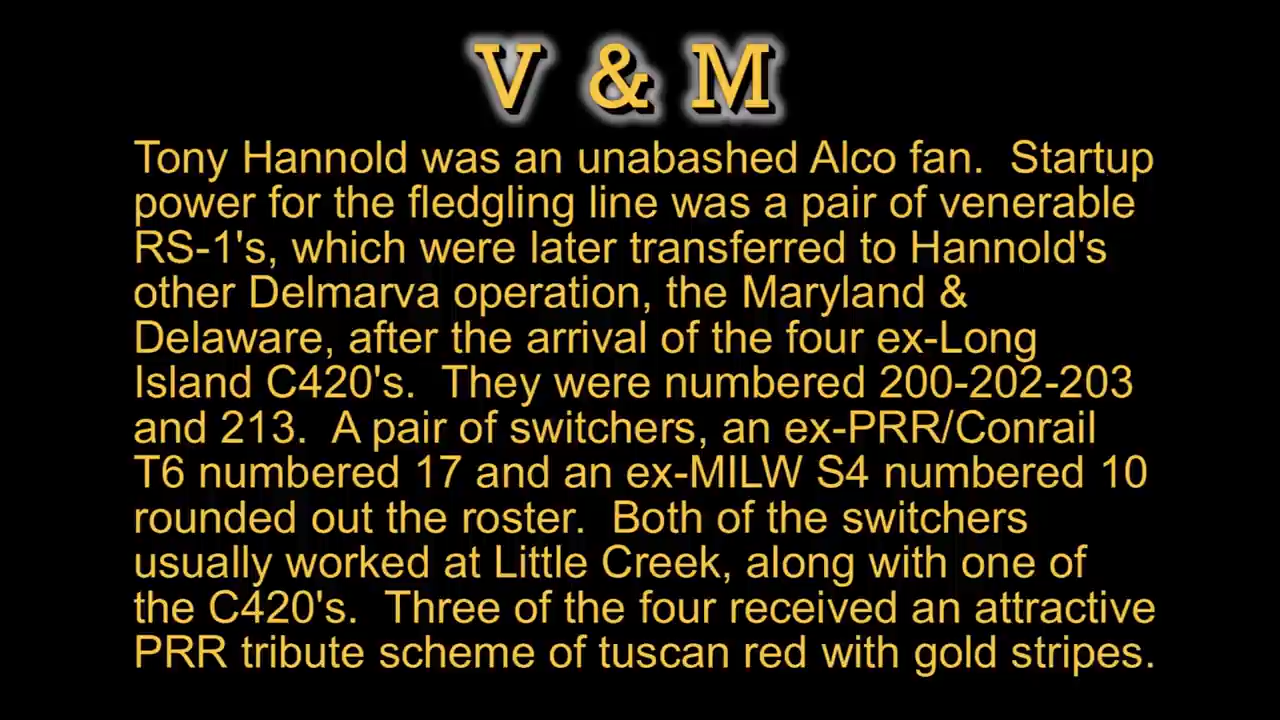 V & M
Tony Hannold was an unabashed Alco fan.  Startup
power for the fledgling line was a pair of venerable
RS-1's, which were later transferred to Hannold's
other Delmarva operation, the Maryland &
Delaware, after the arrival of the four ex-Long
Island C420's.  They were numbered 200-202-203
and 213.  A pair of switchers, an ex-PRR/Conrail
T6 numbered 17 and an ex-MILW S4 numbered 10
rounded out the roster.  Both of the switchers
usually worked at Little Creek, along with one of
the C420's.  Three of the four received an attractive
PRR tribute scheme of tuscan red with gold stripes.